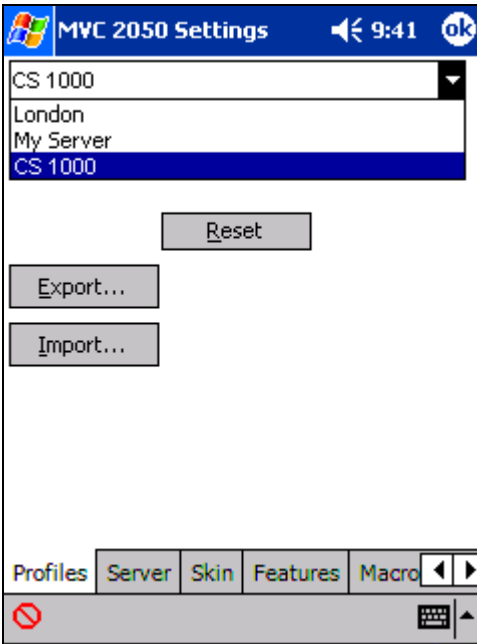 MVC 2050 Settings 9:41 ok
CS 1000
London
My Server
CS 1000
Reset
Export...
Import...
Profiles Server Skin Features Macro